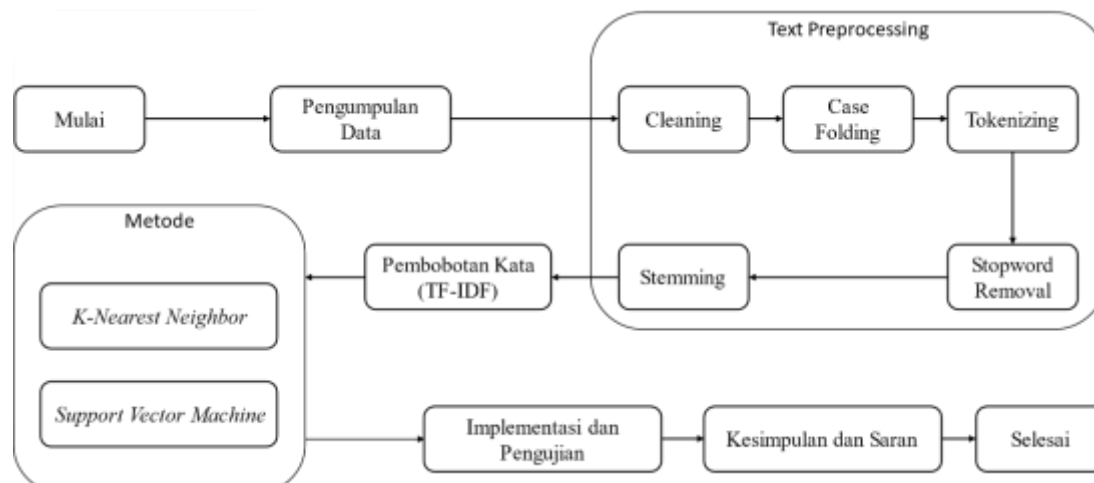 Text Preprocessing
Mulai
Pengumpulan
Data
Cleaning
Case
Folding
Tokenizing
Stopword
Removal
Stemming
Pembobotan Kata
(TF-IDF)
Metode
K-Nearest Neighbor
Support Vector Machine
Implementasi dan
Pengujian
Kesimpulan dan Saran
Selesai